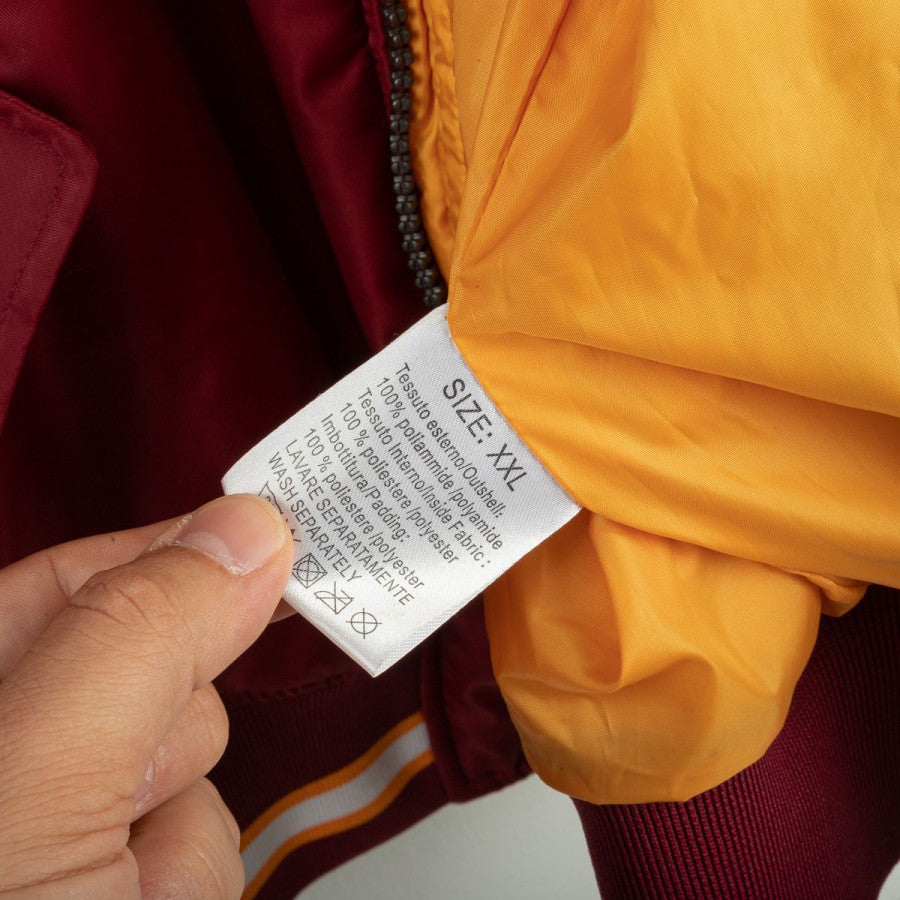 SIZE: XXL
Tessuto esterno/Outshell:
100% poliammide/polyamide
Tessuto Interno/Inside Fabric:
100% poliestere/polyester
Imbottitura/Padding:
100% poliestere/polyester
LAVARE SEPARATAMENTE
WASH SEPARATELY